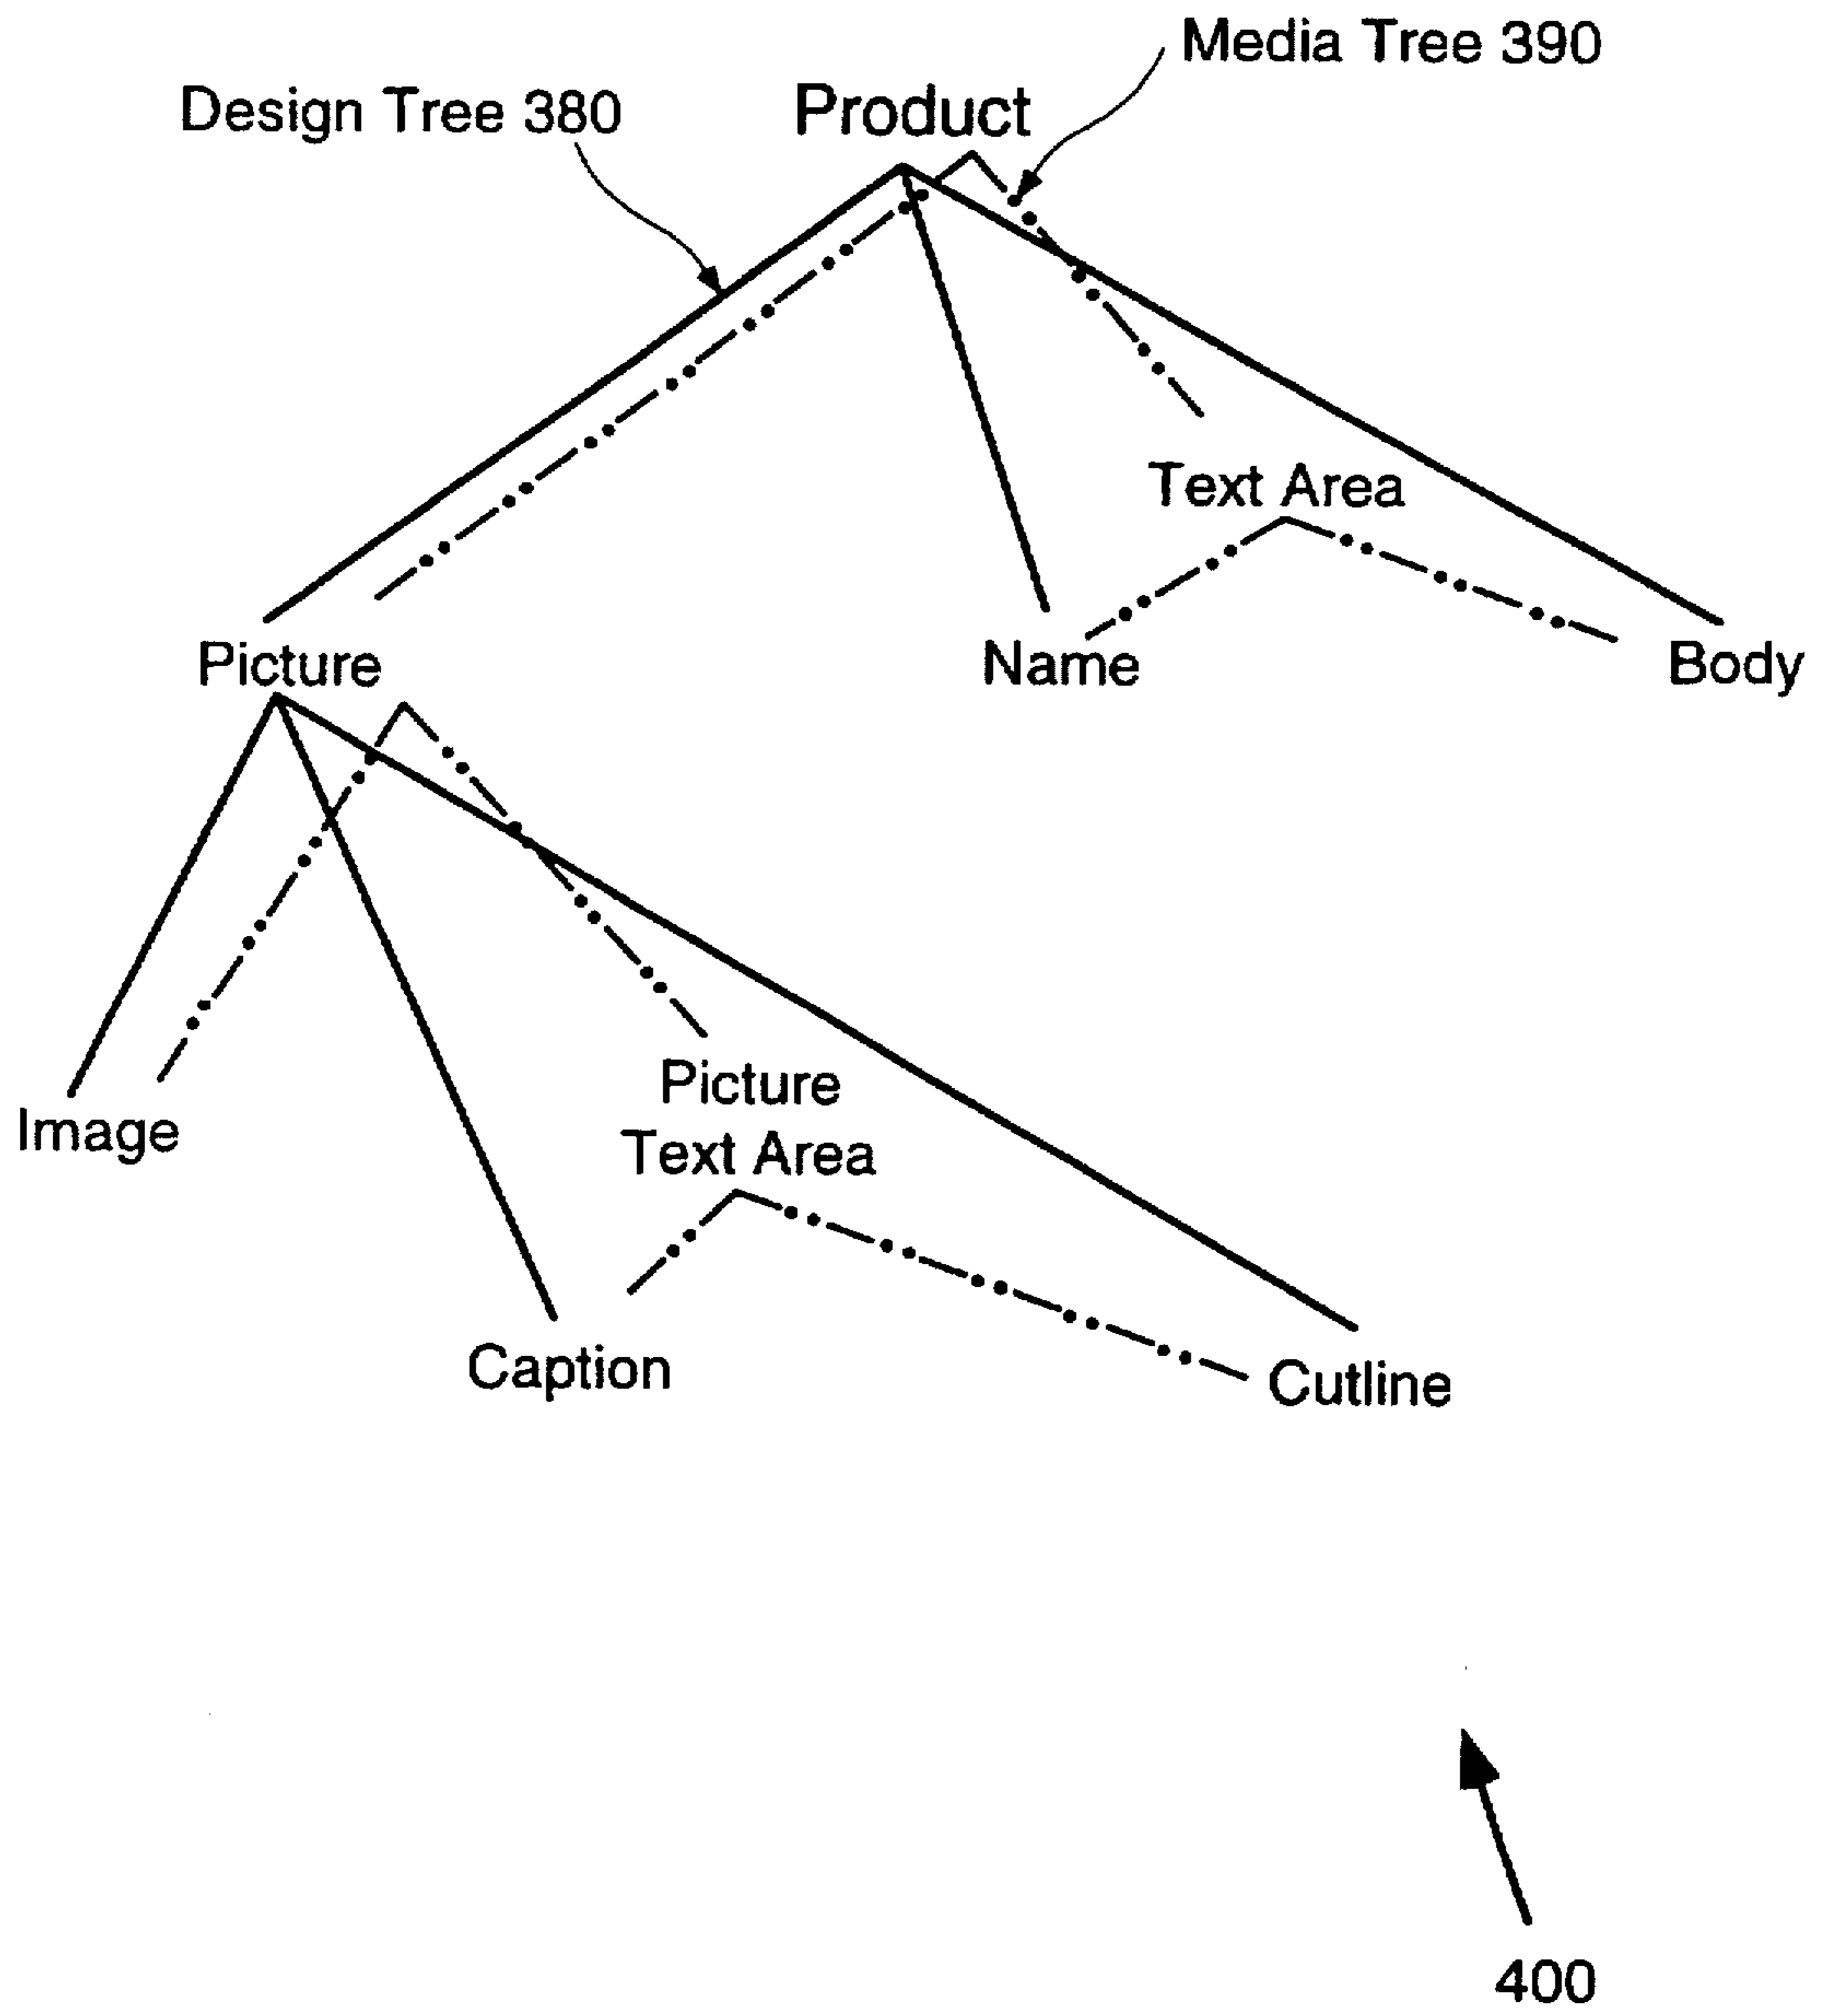 Media Tree 390
Design Tree 380
Product
Text Area
Picture
Name
Body
Picture
Text Area
Image
Caption
Cutline
400